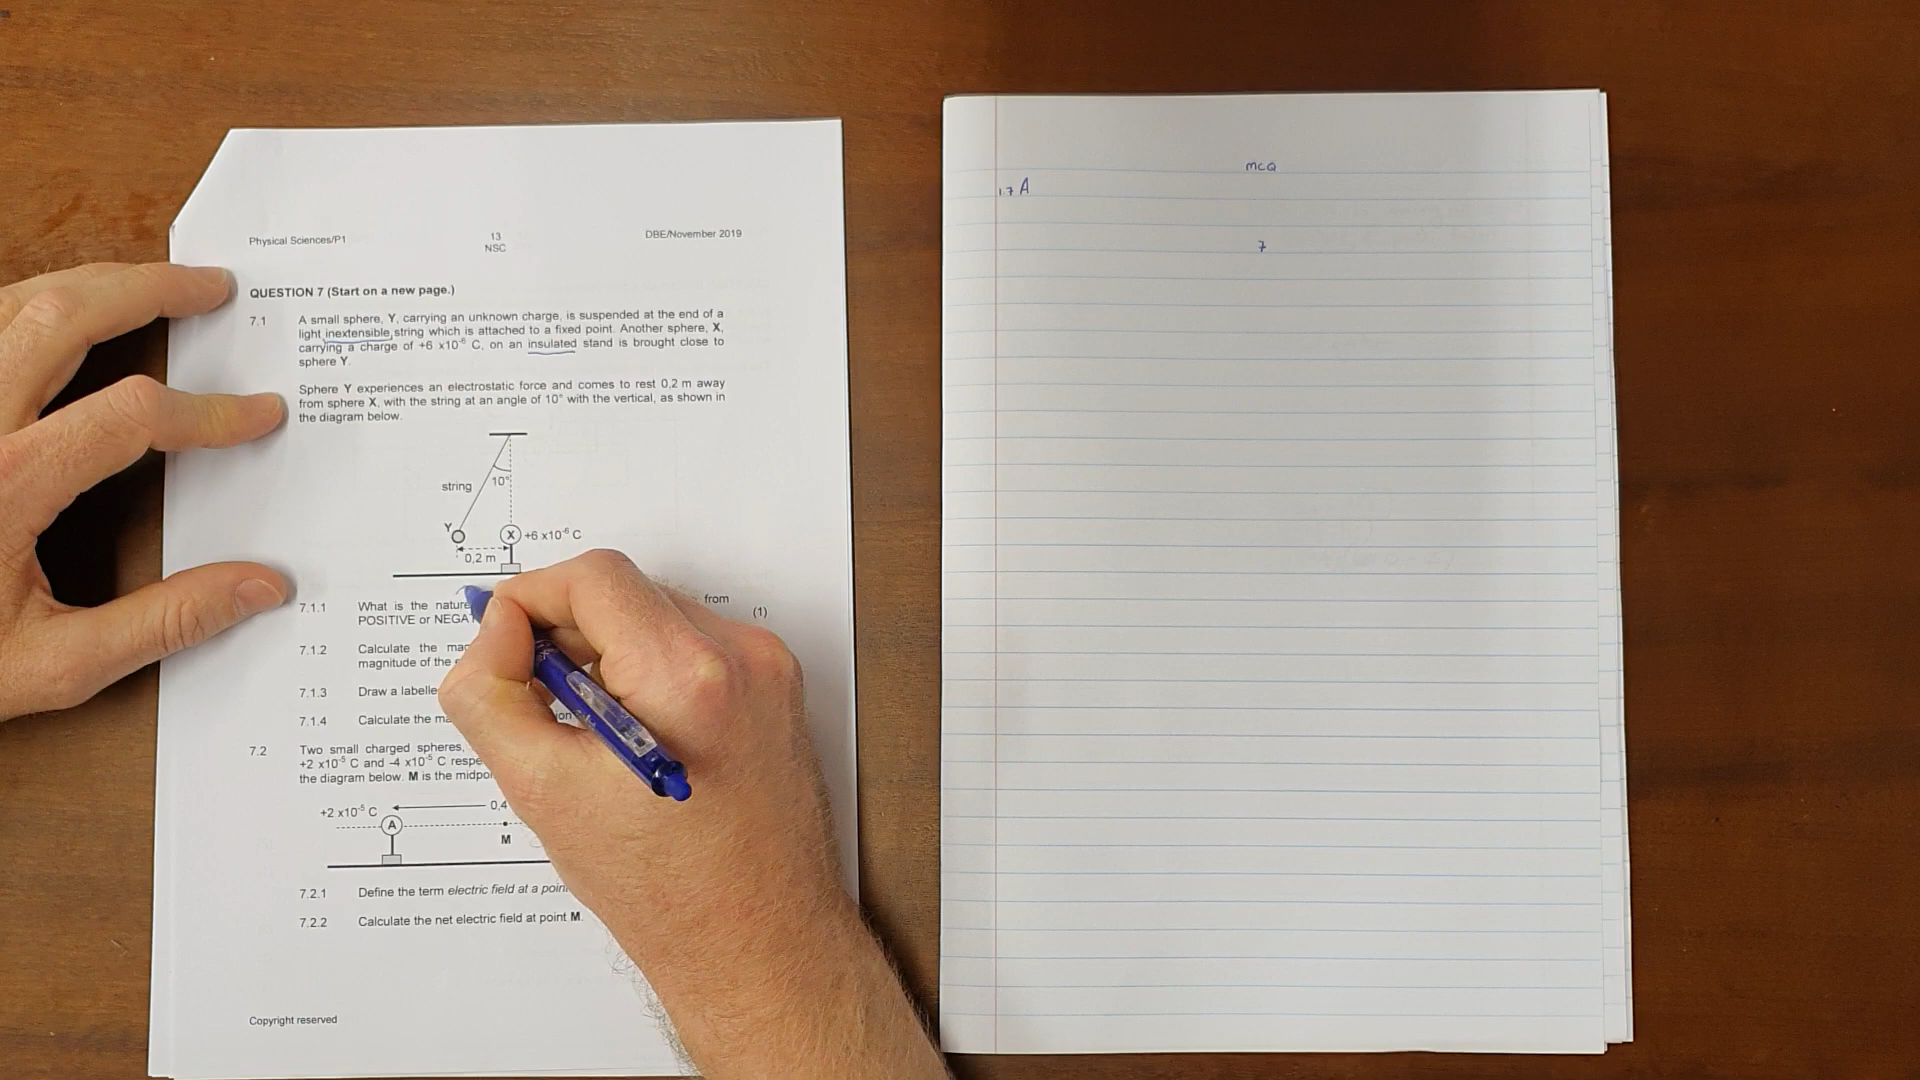 Physical Sciences/P1
13
NSC
DBE/November 2019
QUESTION 7 (Start on a new page.)
7.1 A small sphere, Y, carrying an unknown charge, is suspended at the end of a
light inextensible string which is attached to a fixed point. Another sphere, X,
carrying a charge of +6 x10⁻⁶ C, on an insulated stand is brought close to
sphere Y.
Sphere Y experiences an electrostatic force and comes to rest 0,2 m away
from sphere X, with the string at an angle of 10° with the vertical, as shown in
the diagram below.
string
10°
Y
X
+6 x10⁻⁶ C
0,2 m
7.1.1 What is the nature from
POSITIVE or (1)
7.1.2 Calculate the
magnitude of the
7.1.3 Draw a
7.1.4 Calculate the
7.2 Two small charged spheres,
+2 x10⁻⁵ C and -4 x10⁻⁵ C
the diagram below. M is the
+2 x10⁻⁵ C
0,4
A
M
7.2.1 Define the term electric field at a
7.2.2 Calculate the net electric field at point M.
Copyright reserved
MCQ
1.7 A
7